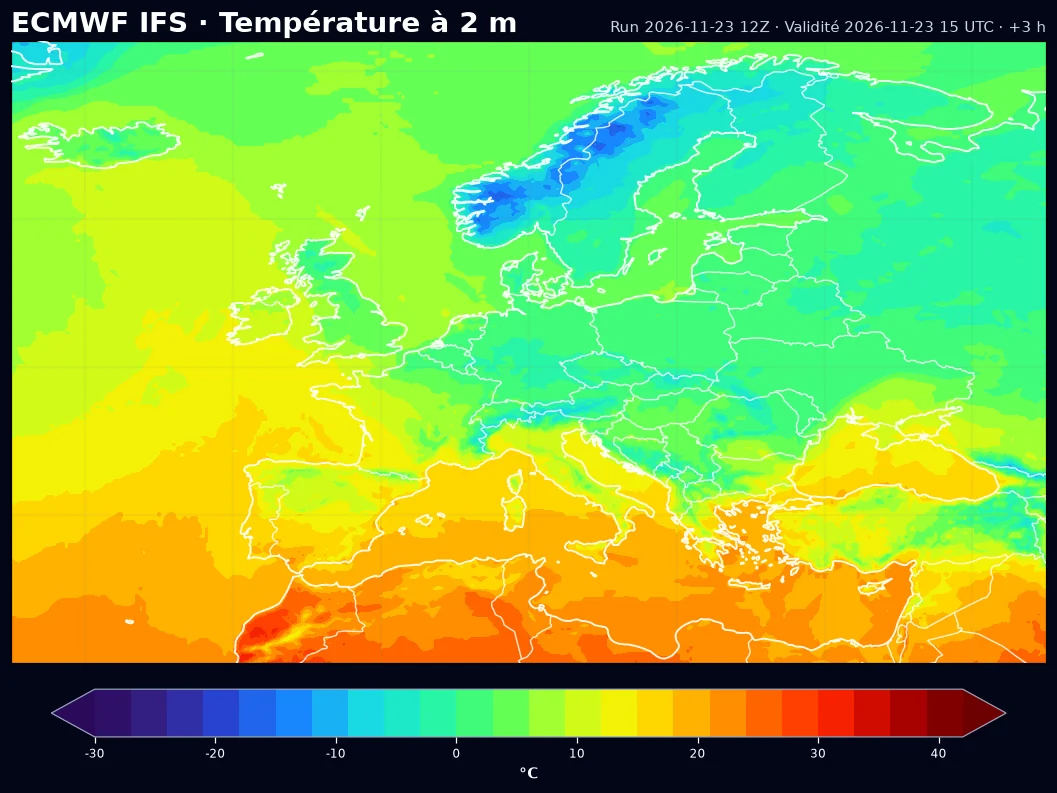 ECMWF IFS · Température à 2 m
Run 2026-11-23 12Z · Validité 2026-11-23 15 UTC · +3 h
-30 -20 -10 0 10 20 30 40
°C